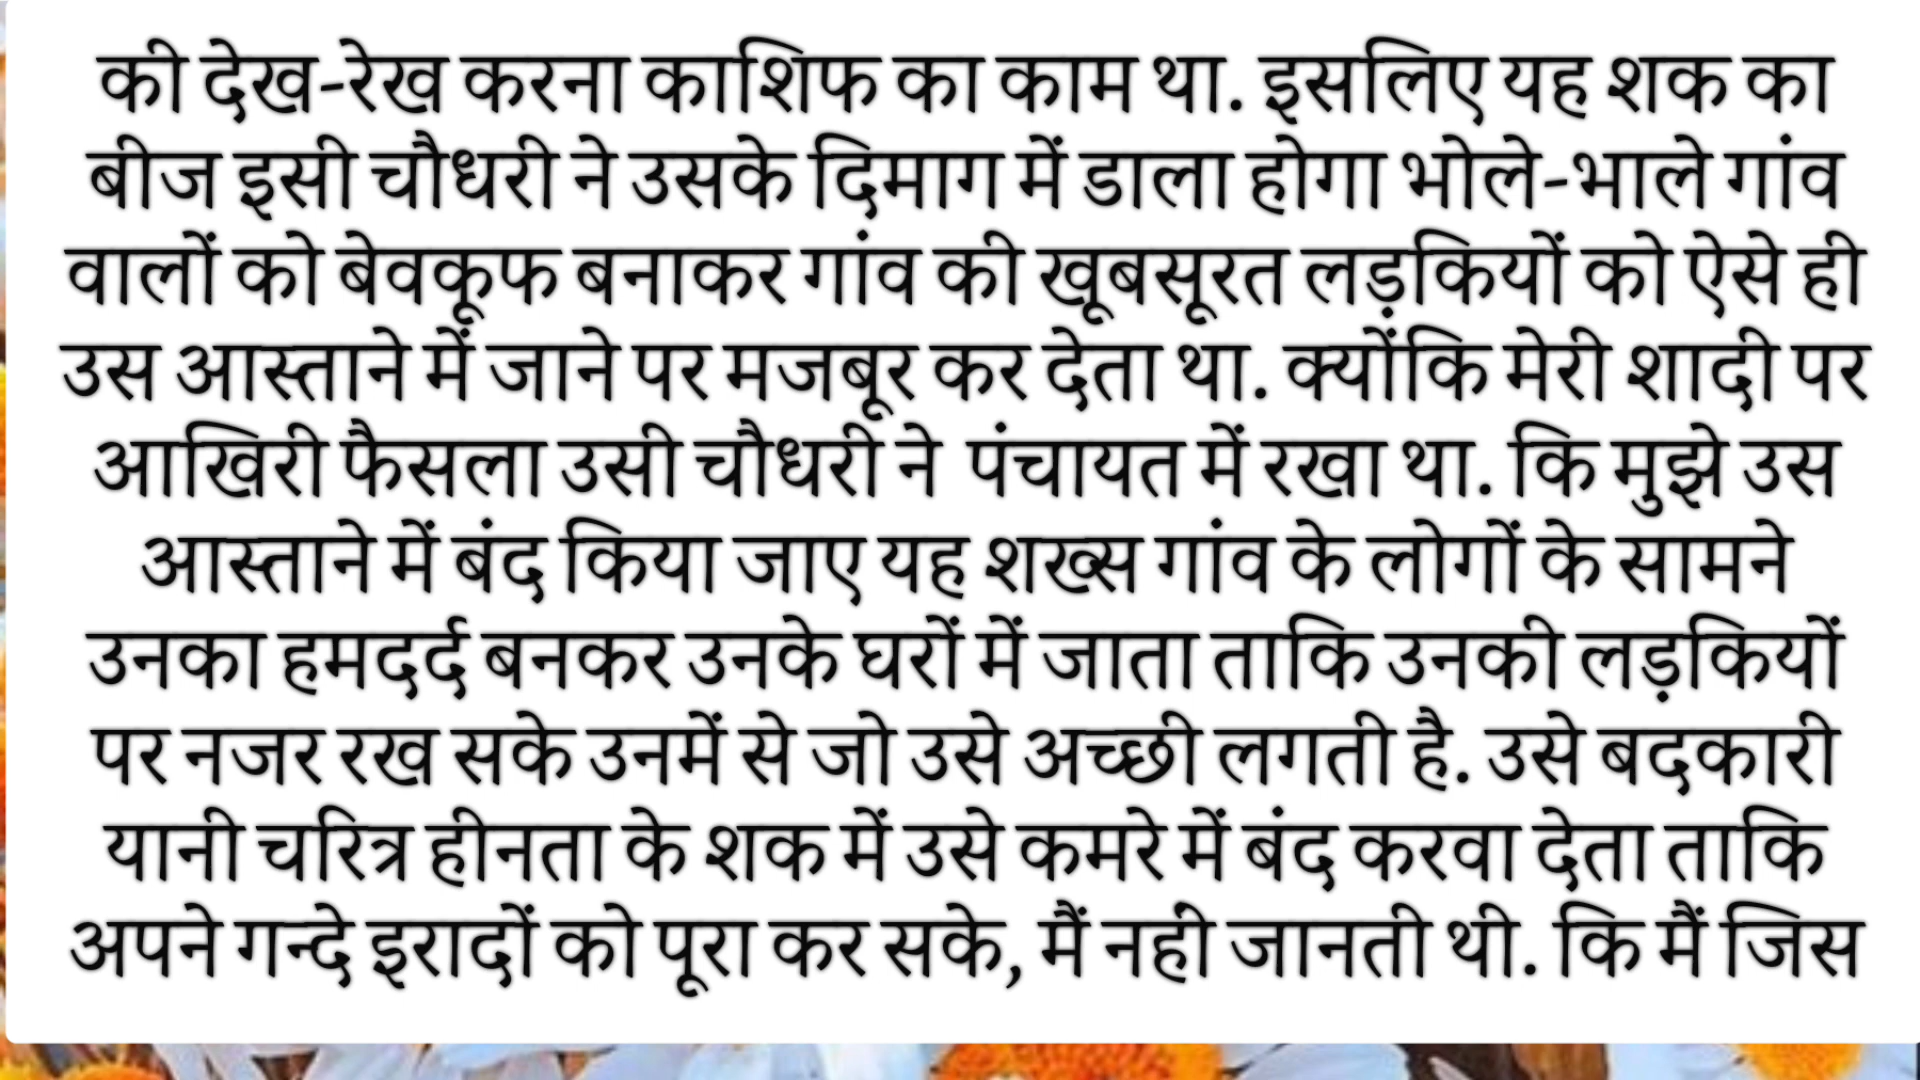 की देख-रेख करना काशिफ का काम था. इसलिए यह शक का
बीज इसी चौधरी ने उसके दिमाग में डाला होगा भोले-भाले गांव
वालों को बेवकूफ बनाकर गांव की खूबसूरत लड़कियों को ऐसे ही
उस आस्ताने में जाने पर मजबूर कर देता था. क्योंकि मेरी शादी पर
आखिरी फैसला उसी चौधरी ने पंचायत में रखा था. कि मुझे उस
आस्ताने में बंद किया जाए यह शख्स गांव के लोगों के सामने
उनका हमदर्द बनकर उनके घरों में जाता ताकि उनकी लड़कियों
पर नजर रख सके उनमें से जो उसे अच्छी लगती है. उसे बदकारी
यानी चरित्र हीनता के शक में उसे कमरे में बंद करवा देता ताकि
अपने गन्दे इरादों को पूरा कर सके, मैं नहीं जानती थी. कि मैं जिस